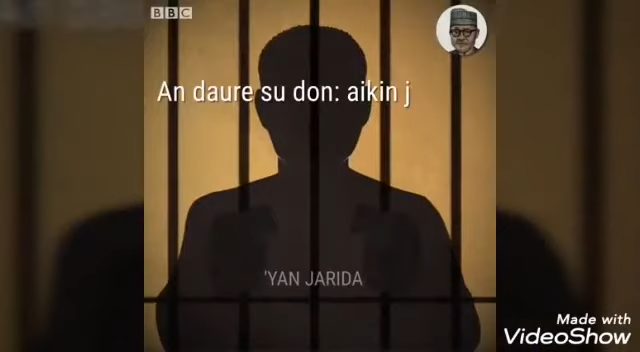 BBC
An daure su don: aikin j
'YAN JARIDA
Made with
VideoShow